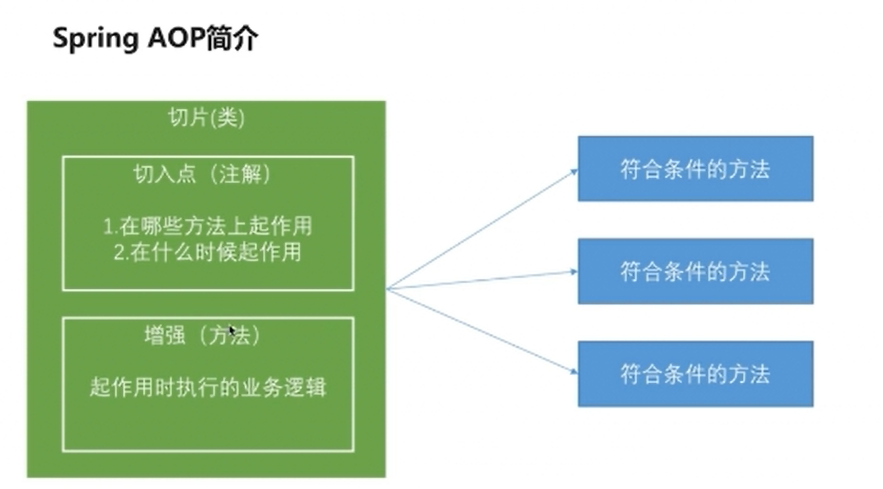 Spring AOP简介
切片(类)
切入点（注解）
1.在哪些方法上起作用
2.在什么时候起作用
增强（方法）
起作用时执行的业务逻辑
符合条件的方法
符合条件的方法
符合条件的方法